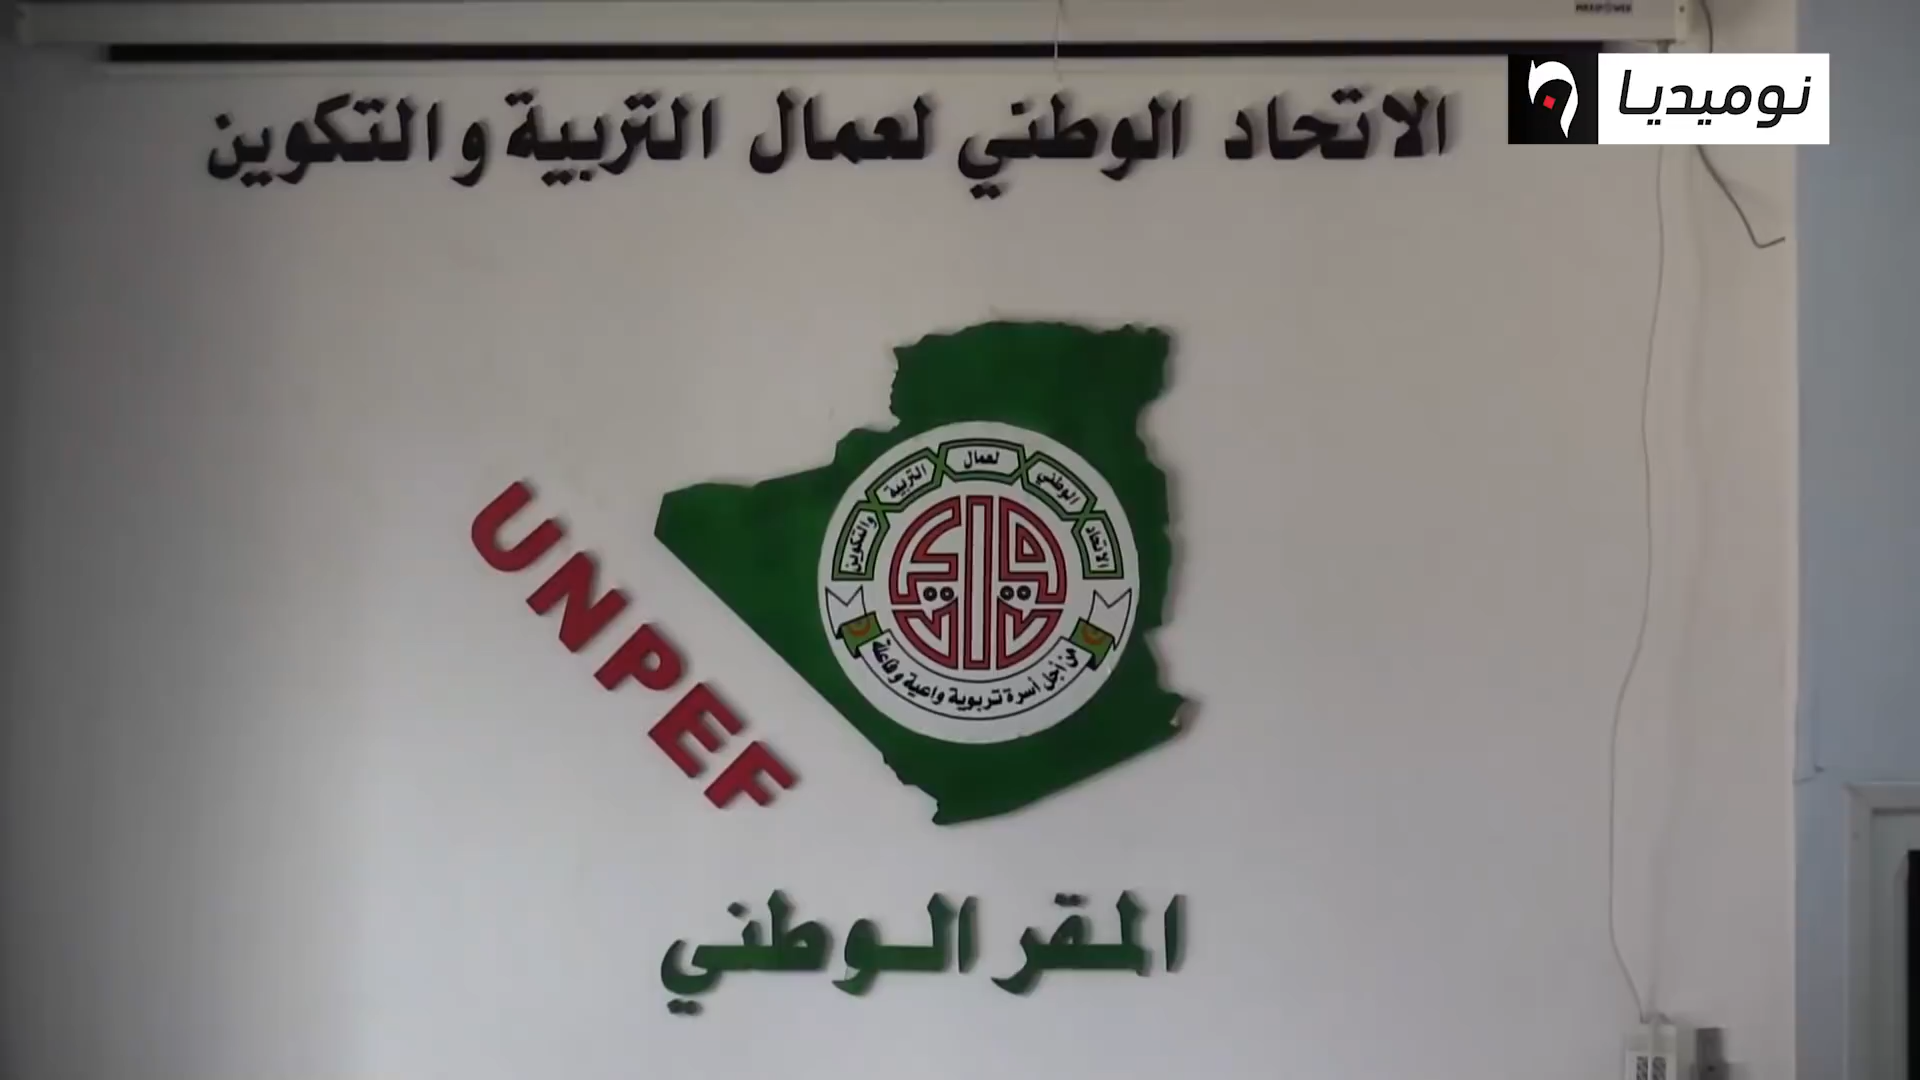 نوميديا
الاتحاد الوطني لعمال التربية والتكوين
الاتحاد
الوطني
لعمال
التربية
والتكوين
من أجل أسرة تربوية واعية وفاعلة
UNPEF
المقر الوطني